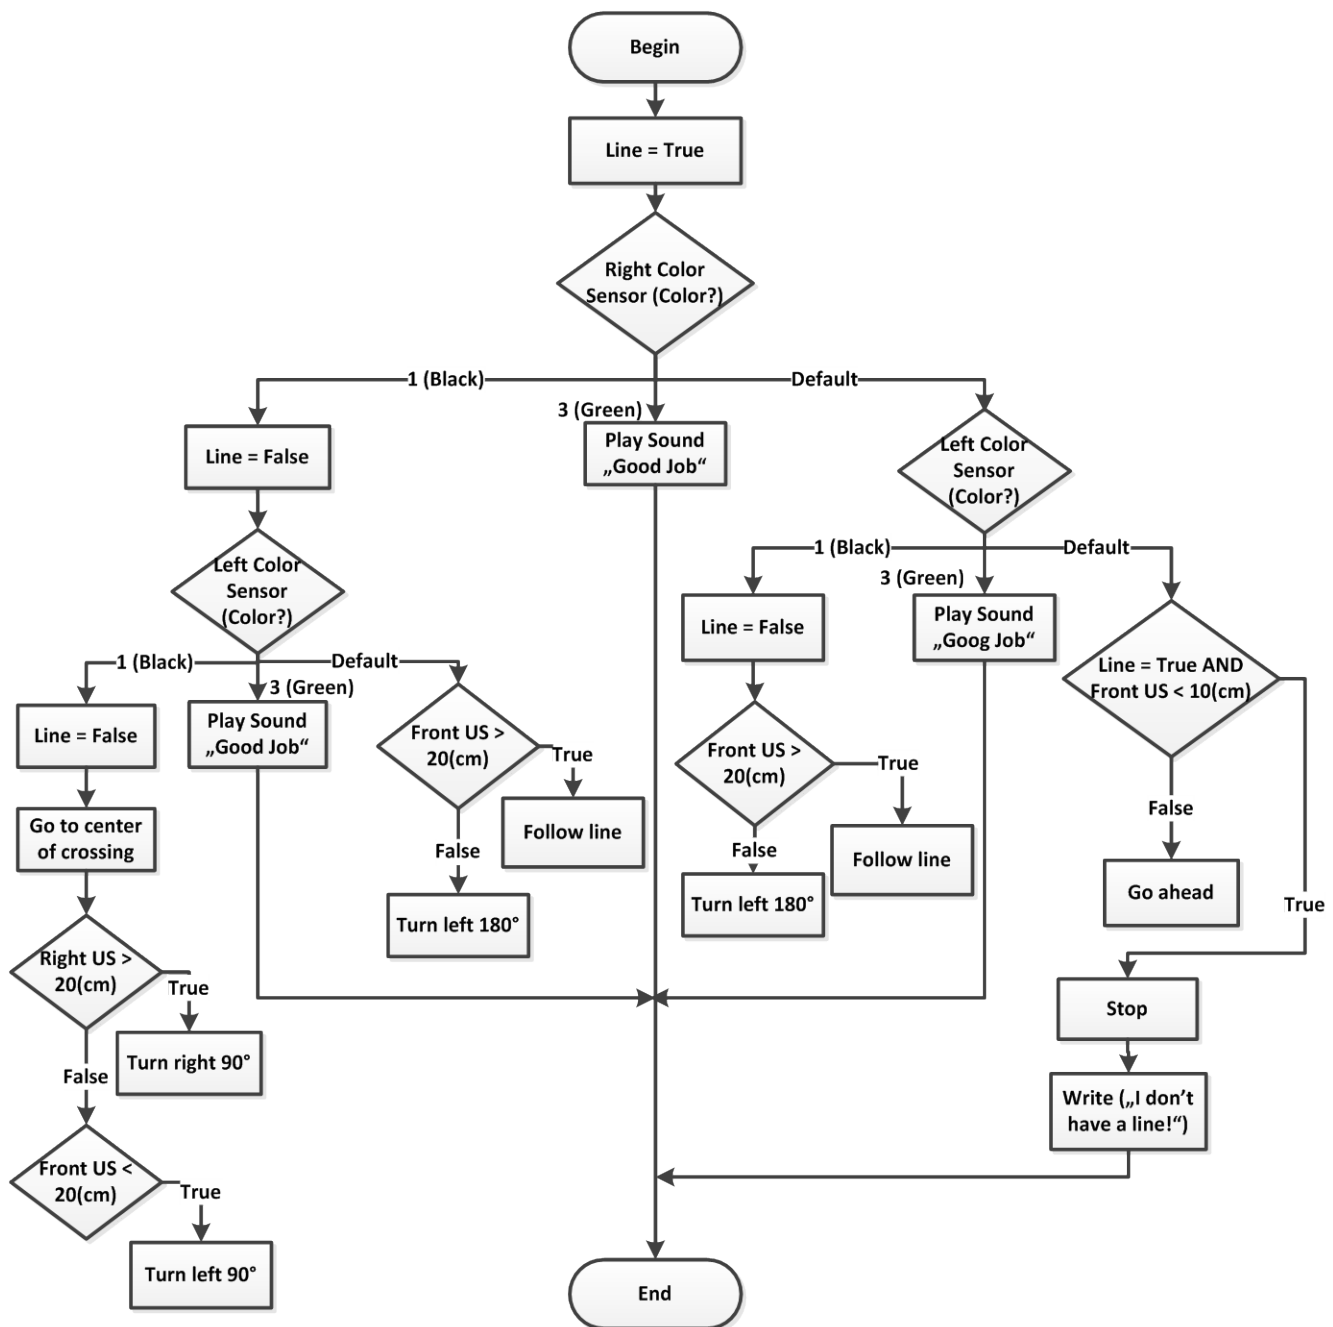 Begin
Line = True
Right Color
Sensor (Color?)
1 (Black)
Default
3 (Green)
Line = False
Play Sound
„Good Job“
Left Color
Sensor
(Color?)
Left Color
Sensor
(Color?)
1 (Black)
Default
3 (Green)
1 (Black)
Default
3 (Green)
Line = False
Play Sound
„Good Job“
Front US >
20(cm)
True
Follow line
False
Turn left 180°
Line = False
Play Sound
„Goog Job“
Line = True AND
Front US < 10(cm)
Front US >
20(cm)
True
Follow line
False
Turn left 180°
False
Go ahead
True
Go to center
of crossing
Right US >
20(cm)
True
Turn right 90°
False
Stop
Write („I don’t
have a line!“)
Front US <
20(cm)
True
Turn left 90°
End